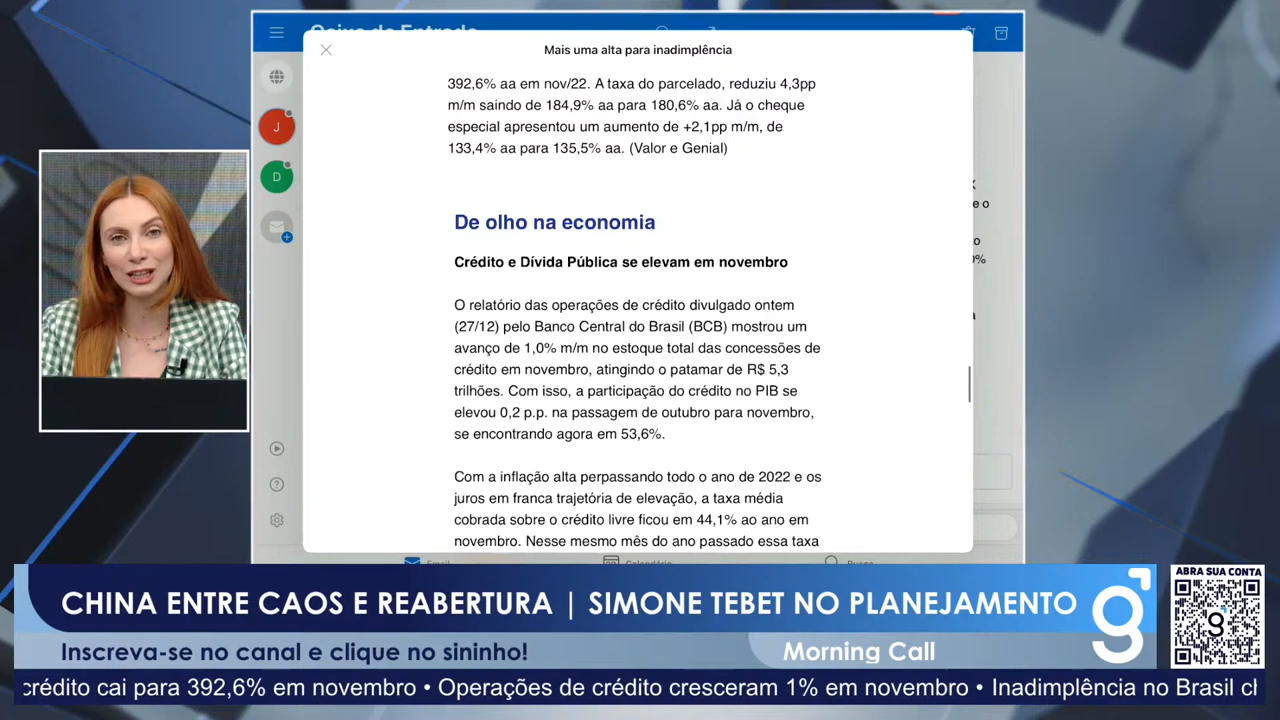 Caixa de Entrada
Mais uma alta para inadimplência
J
D
392,6% aa em nov/22. A taxa do parcelado, reduziu 4,3pp
m/m saindo de 184,9% aa para 180,6% aa. Já o cheque
especial apresentou um aumento de +2,1pp m/m, de
133,4% aa para 135,5% aa. (Valor e Genial)
De olho na economia
Crédito e Dívida Pública se elevam em novembro
O relatório das operações de crédito divulgado ontem
(27/12) pelo Banco Central do Brasil (BCB) mostrou um
avanço de 1,0% m/m no estoque total das concessões de
crédito em novembro, atingindo o patamar de R$ 5,3
trilhões. Com isso, a participação do crédito no PIB se
elevou 0,2 p.p. na passagem de outubro para novembro,
se encontrando agora em 53,6%.
Com a inflação alta perpassando todo o ano de 2022 e os
juros em franca trajetória de elevação, a taxa média
cobrada sobre o crédito livre ficou em 44,1% ao ano em
novembro. Nesse mesmo mês do ano passado essa taxa
Email Calendário Busca
CHINA ENTRE CAOS E REABERTURA | SIMONE TEBET NO PLANEJAMENTO
g
ABRA SUA CONTA
g
Inscreva-se no canal e clique no sininho!
Morning Call
crédito cai para 392,6% em novembro • Operações de crédito cresceram 1% em novembro • Inadimplência no Brasil